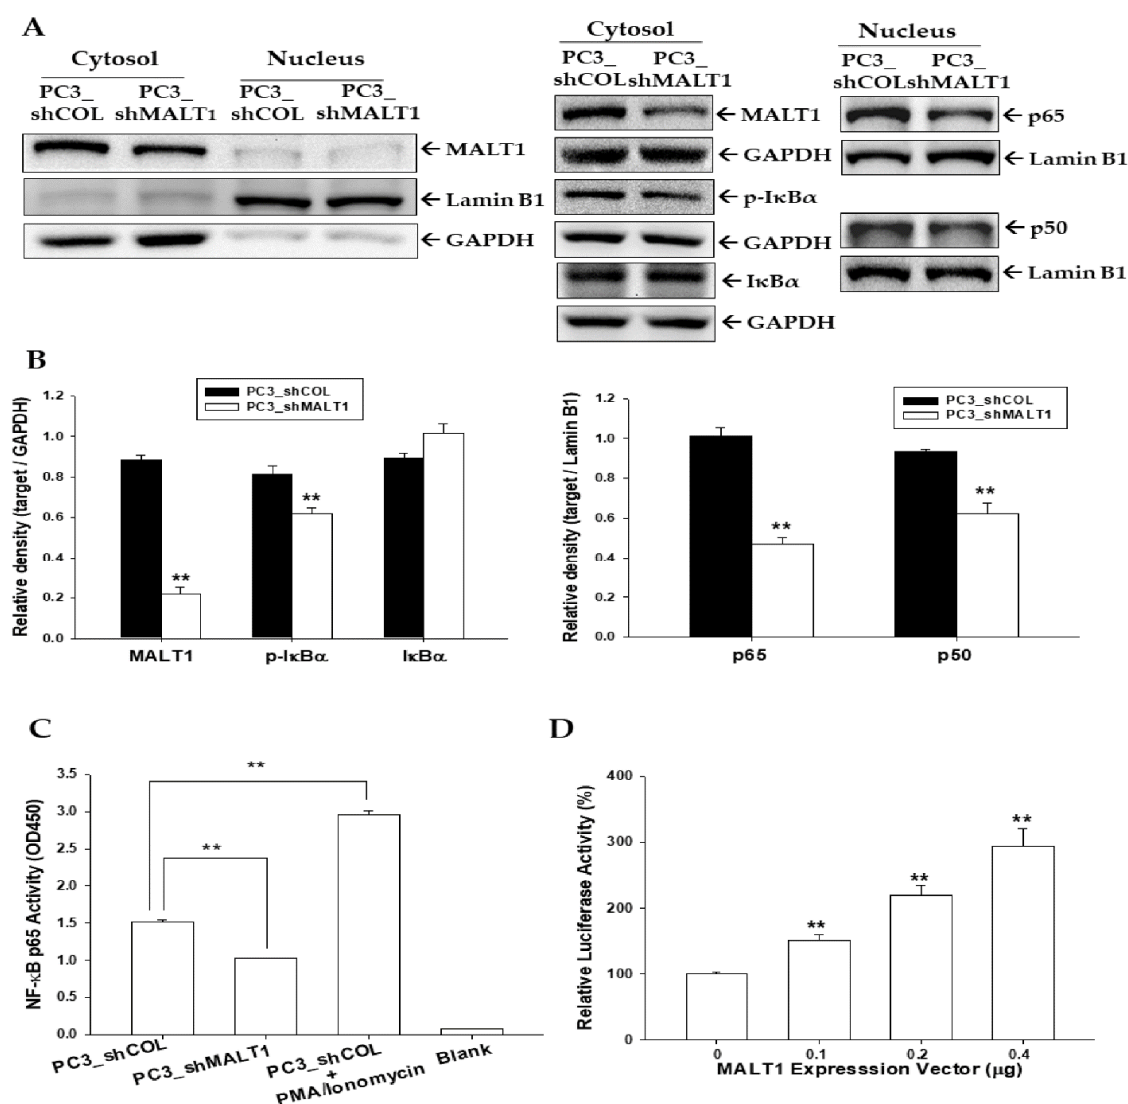 A
Cytosol
Nucleus
PC3_
shCOL
PC3_
shMALT1
PC3_
shCOL
PC3_
shMALT1
← MALT1
← Lamin B1
← GAPDH
Cytosol
PC3_
shCOL
PC3_
shMALT1
← MALT1
← GAPDH
← p-IκBα
← GAPDH
← IκBα
← GAPDH
Nucleus
PC3_
shCOL
PC3_
shMALT1
← p65
← Lamin B1
← p50
← Lamin B1
B
PC3_shCOL
PC3_shMALT1
Relative density (target / GAPDH)
1.2
1.0
0.8
0.6
0.4
0.2
0.0
**
**
MALT1 p-IκBα IκBα
PC3_shCOL
PC3_shMALT1
Relative density (target / Lamin B1)
1.2
1.0
0.8
0.6
0.4
0.2
0.0
**
**
p65 p50
C
NF-κB p65 Activity (OD450)
3.5
3.0
2.5
2.0
1.5
1.0
0.5
0.0
**
**
PC3_shCOL
PC3_shMALT1
PC3_shCOL
+
PMA/Ionomycin
Blank
D
Relative Luciferase Activity (%)
400
300
200
100
0
**
**
**
0 0.1 0.2 0.4
MALT1 Expresssion Vector (μg)